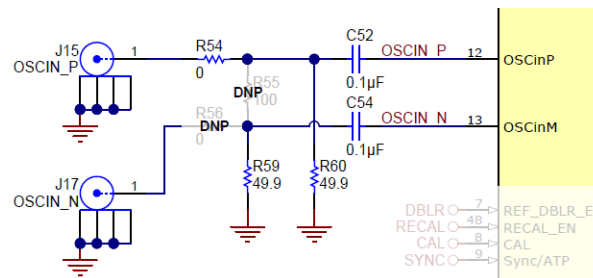 J15
OSCIN_P
1
R54
0
DNP
R55
100
C52
0.1µF
OSCIN_P
12
OSCinP
R56
DNP
0
C54
0.1µF
OSCIN_N
13
OSCinM
J17
OSCIN_N
1
R59
49.9
R60
49.9
DBLR
7
REF_DBLR_E
RECAL
48
RECAL_EN
CAL
8
CAL
SYNC
9
Sync/ATP